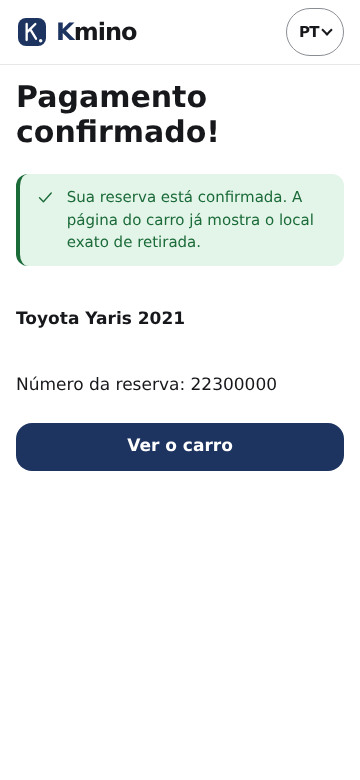 K. Kmino
PT
Pagamento
confirmado!
Sua reserva está confirmada. A
página do carro já mostra o local
exato de retirada.
Toyota Yaris 2021
Número da reserva: 22300000
Ver o carro